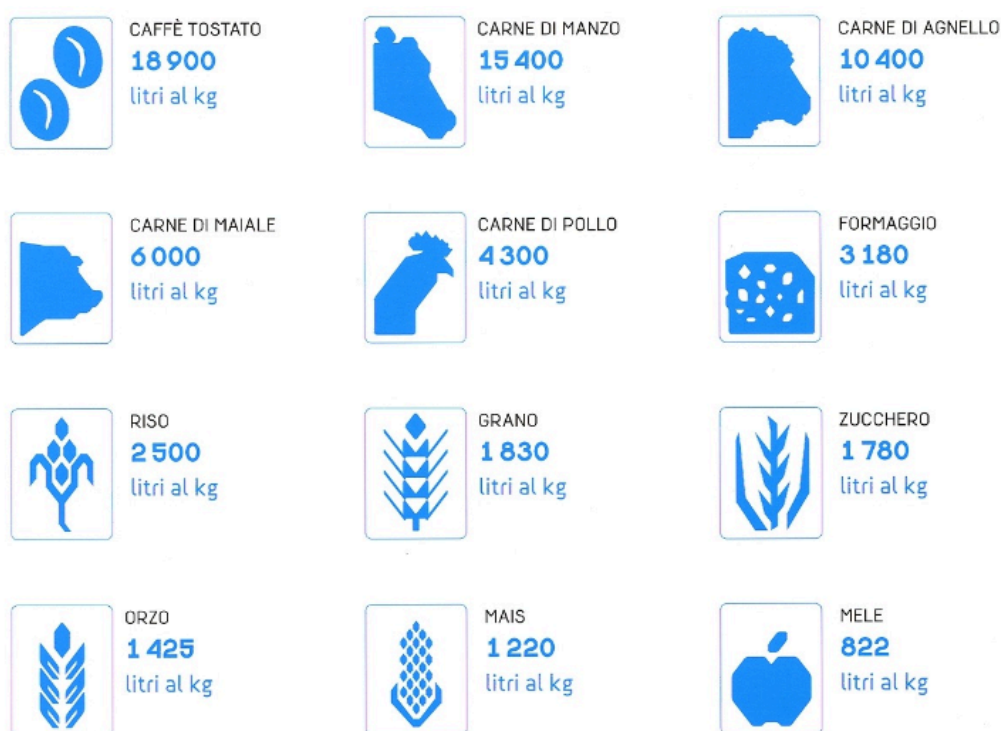 CAFFÈ TOSTATO
18 900
litri al kg
CARNE DI MANZO
15 400
litri al kg
CARNE DI AGNELLO
10 400
litri al kg
CARNE DI MAIALE
6 000
litri al kg
CARNE DI POLLO
4 300
litri al kg
FORMAGGIO
3 180
litri al kg
RISO
2 500
litri al kg
GRANO
1 830
litri al kg
ZUCCHERO
1 780
litri al kg
ORZO
1 425
litri al kg
MAIS
1 220
litri al kg
MELE
822
litri al kg